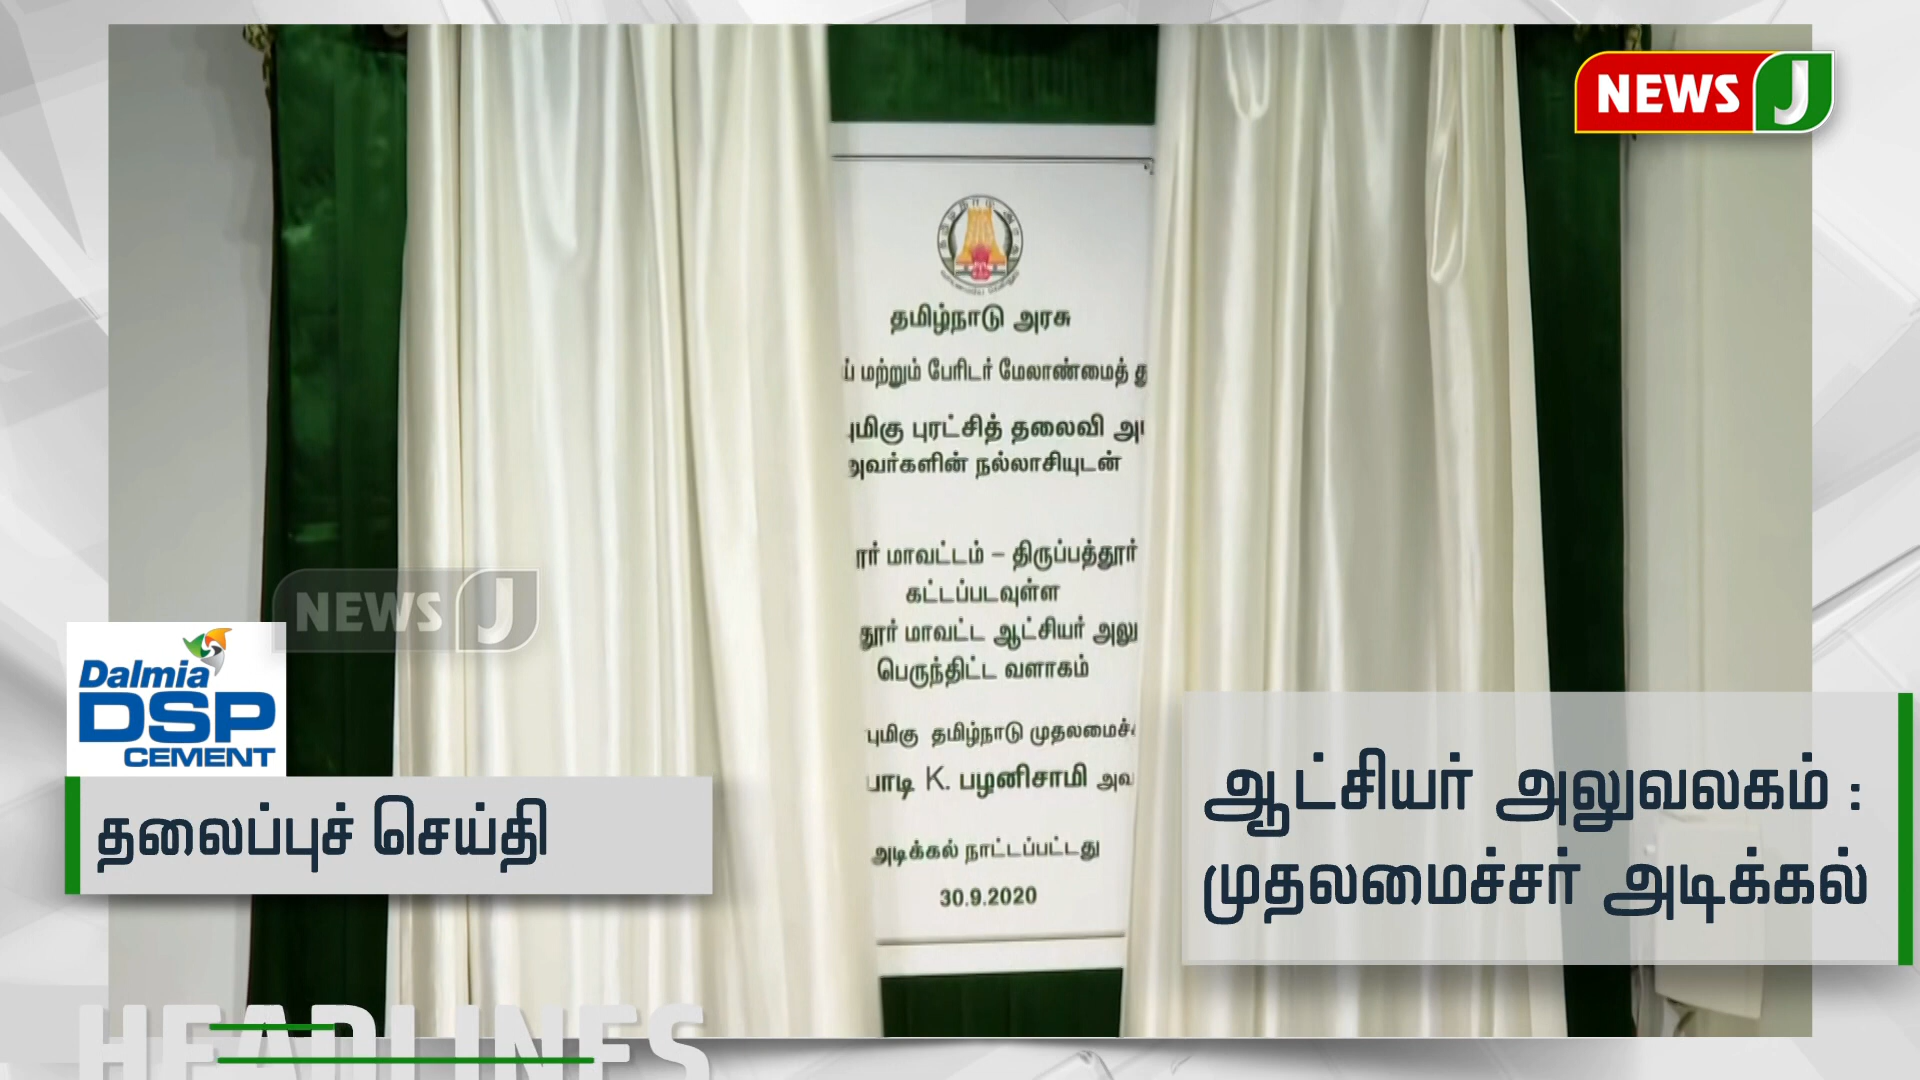 NEWS J
தமிழ்நாடு அரசு
மற்றும் பேரிடர் மேலாண்மைத்
புரட்சித் தலைவி
அவர்களின் நல்லாசியுடன்
மாவட்டம் – திருப்பத்தூர்
கட்டப்படவுள்ள
மாவட்ட ஆட்சியர்
பெருந்திட்ட வளாகம்
தமிழ்நாடு
K. பழனிசாமி
அடிக்கல் நாட்டப்பட்டது
30.9.2020
NEWS J
Dalmia
DSP
CEMENT
தலைப்புச் செய்தி
ஆட்சியர் அலுவலகம் :
முதலமைச்சர் அடிக்கல்
HEADLINES